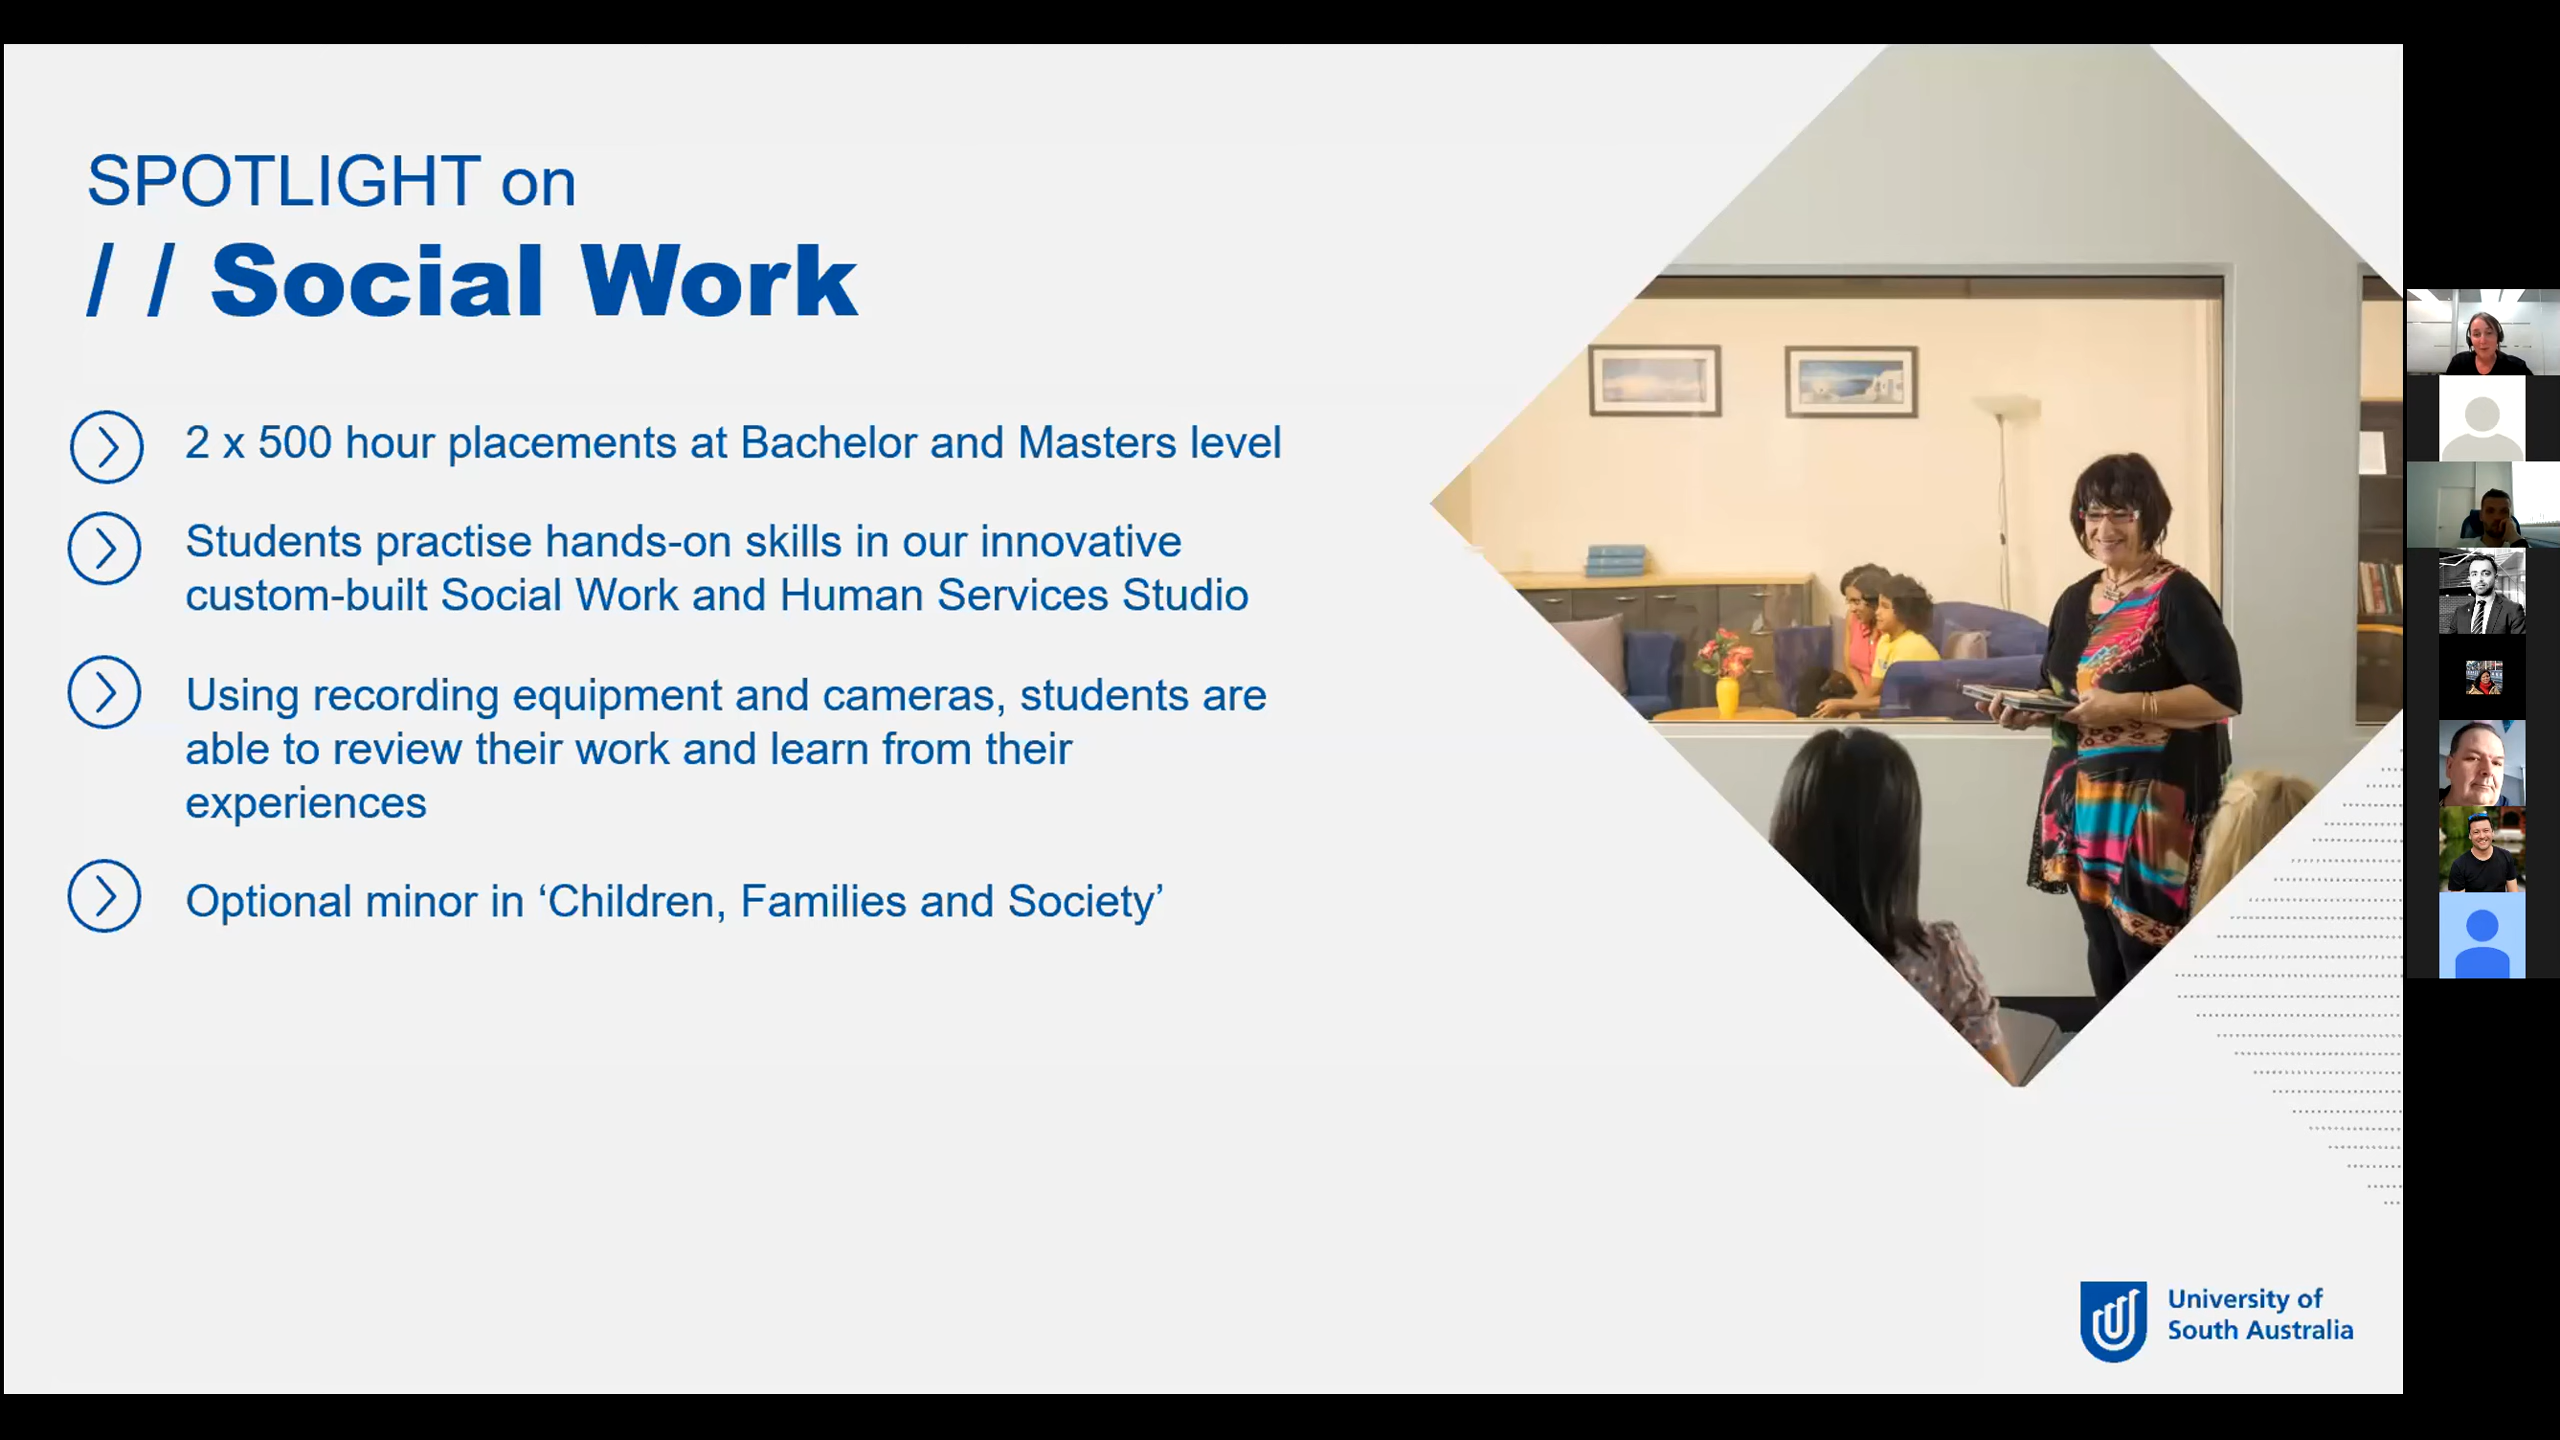 SPOTLIGHT on
/ / Social Work
2 x 500 hour placements at Bachelor and Masters level
Students practise hands-on skills in our innovative
custom-built Social Work and Human Services Studio
Using recording equipment and cameras, students are
able to review their work and learn from their
experiences
Optional minor in ‘Children, Families and Society’
University of
South Australia